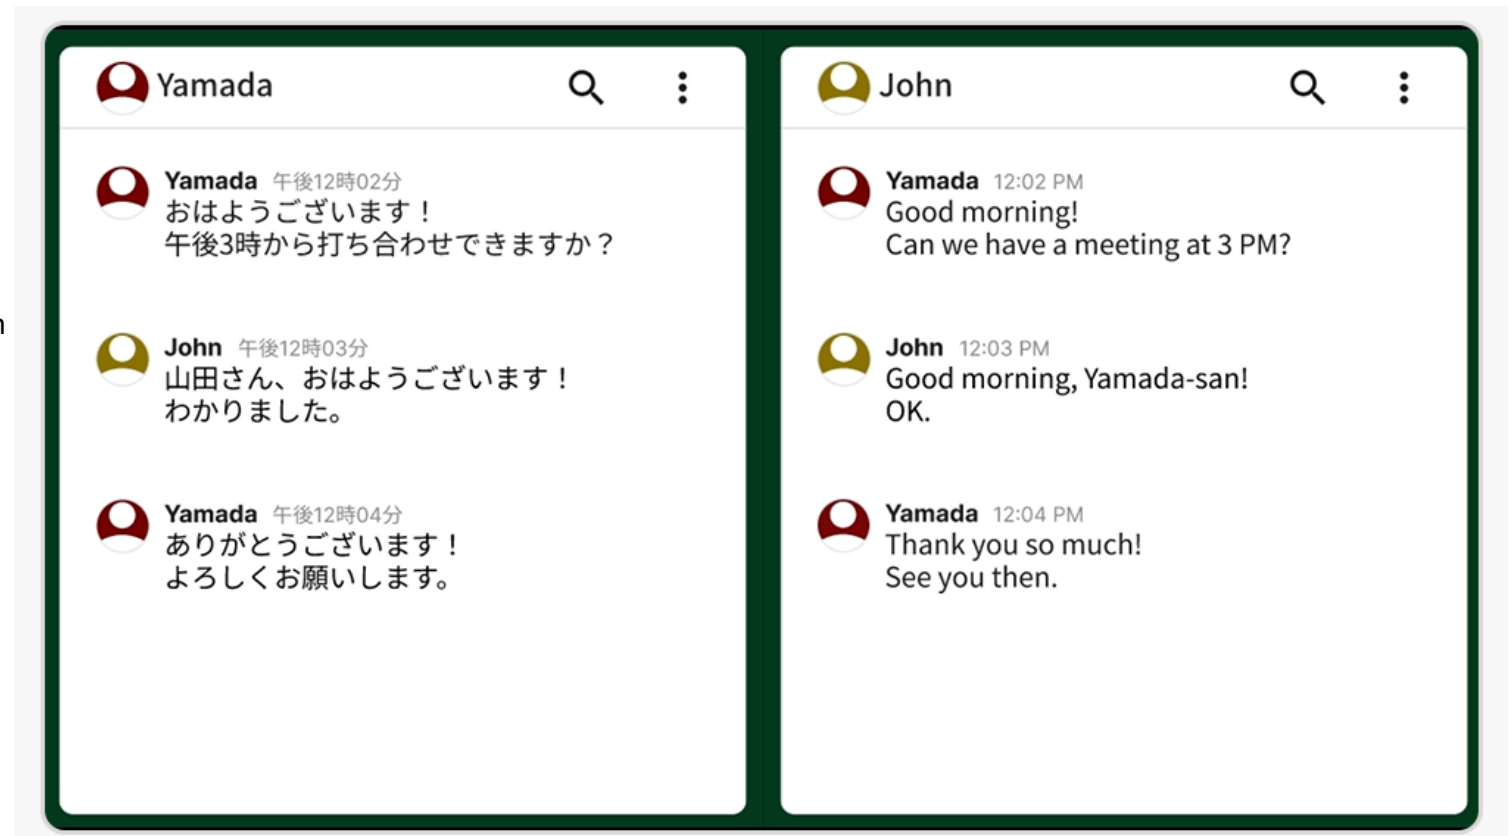 Yamada
Yamada 午後12時02分
おはようございます！
午後3時から打ち合わせできますか？
John 午後12時03分
山田さん、おはようございます！
わかりました。
Yamada 午後12時04分
ありがとうございます！
よろしくお願いします。
John
Yamada 12:02 PM
Good morning!
Can we have a meeting at 3 PM?
John 12:03 PM
Good morning, Yamada-san!
OK.
Yamada 12:04 PM
Thank you so much!
See you then.